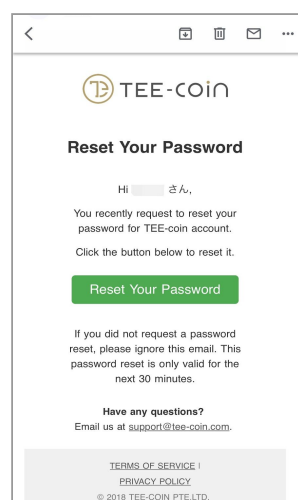 TEE-COIN
Reset Your Password
Hi さん,
You recently request to reset your
password for TEE-coin account.
Click the button below to reset it.
Reset Your Password
If you did not request a password
reset, please ignore this email. This
password reset is only valid for the
next 30 minutes.
Have any questions?
Email us at support@tee-coin.com.
TERMS OF SERVICE |
PRIVACY POLICY
© 2018 TEE-COIN PTE.LTD.